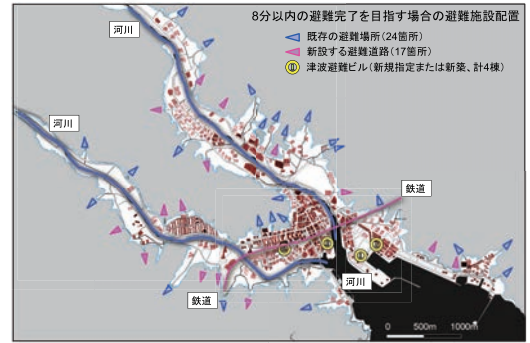 8分以内の避難完了を目指す場合の避難施設配置
河川
既存の避難場所(24箇所)
新設する避難道路(17箇所)
津波避難ビル(新規指定または新築、計4棟)
河川
鉄道
河川
鉄道
0 500m 1000m